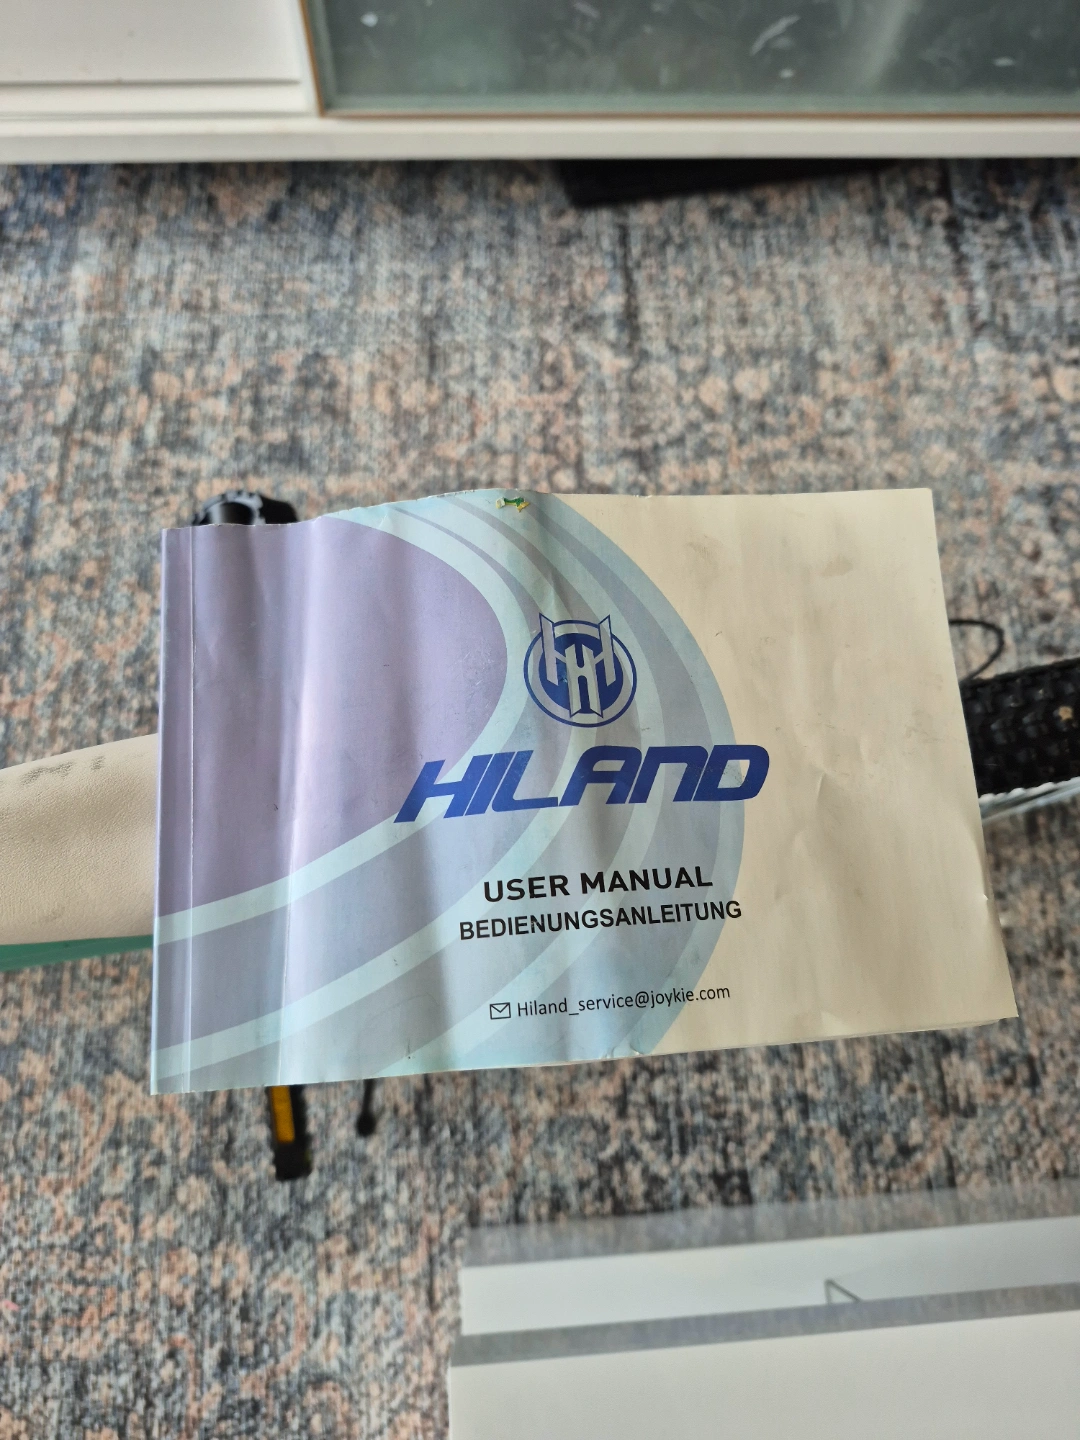 HILAND
USER MANUAL
BEDIENUNGSANLEITUNG
Hiland_service@joykie.com